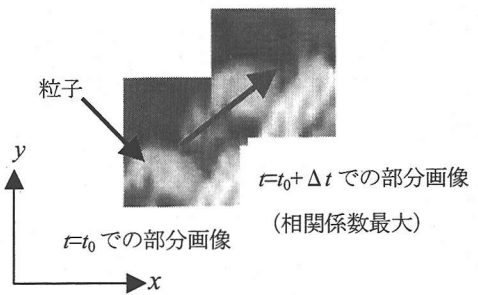 粒子
y
t=t₀+Δt での部分画像
（相関係数最大）
t=t₀ での部分画像
x